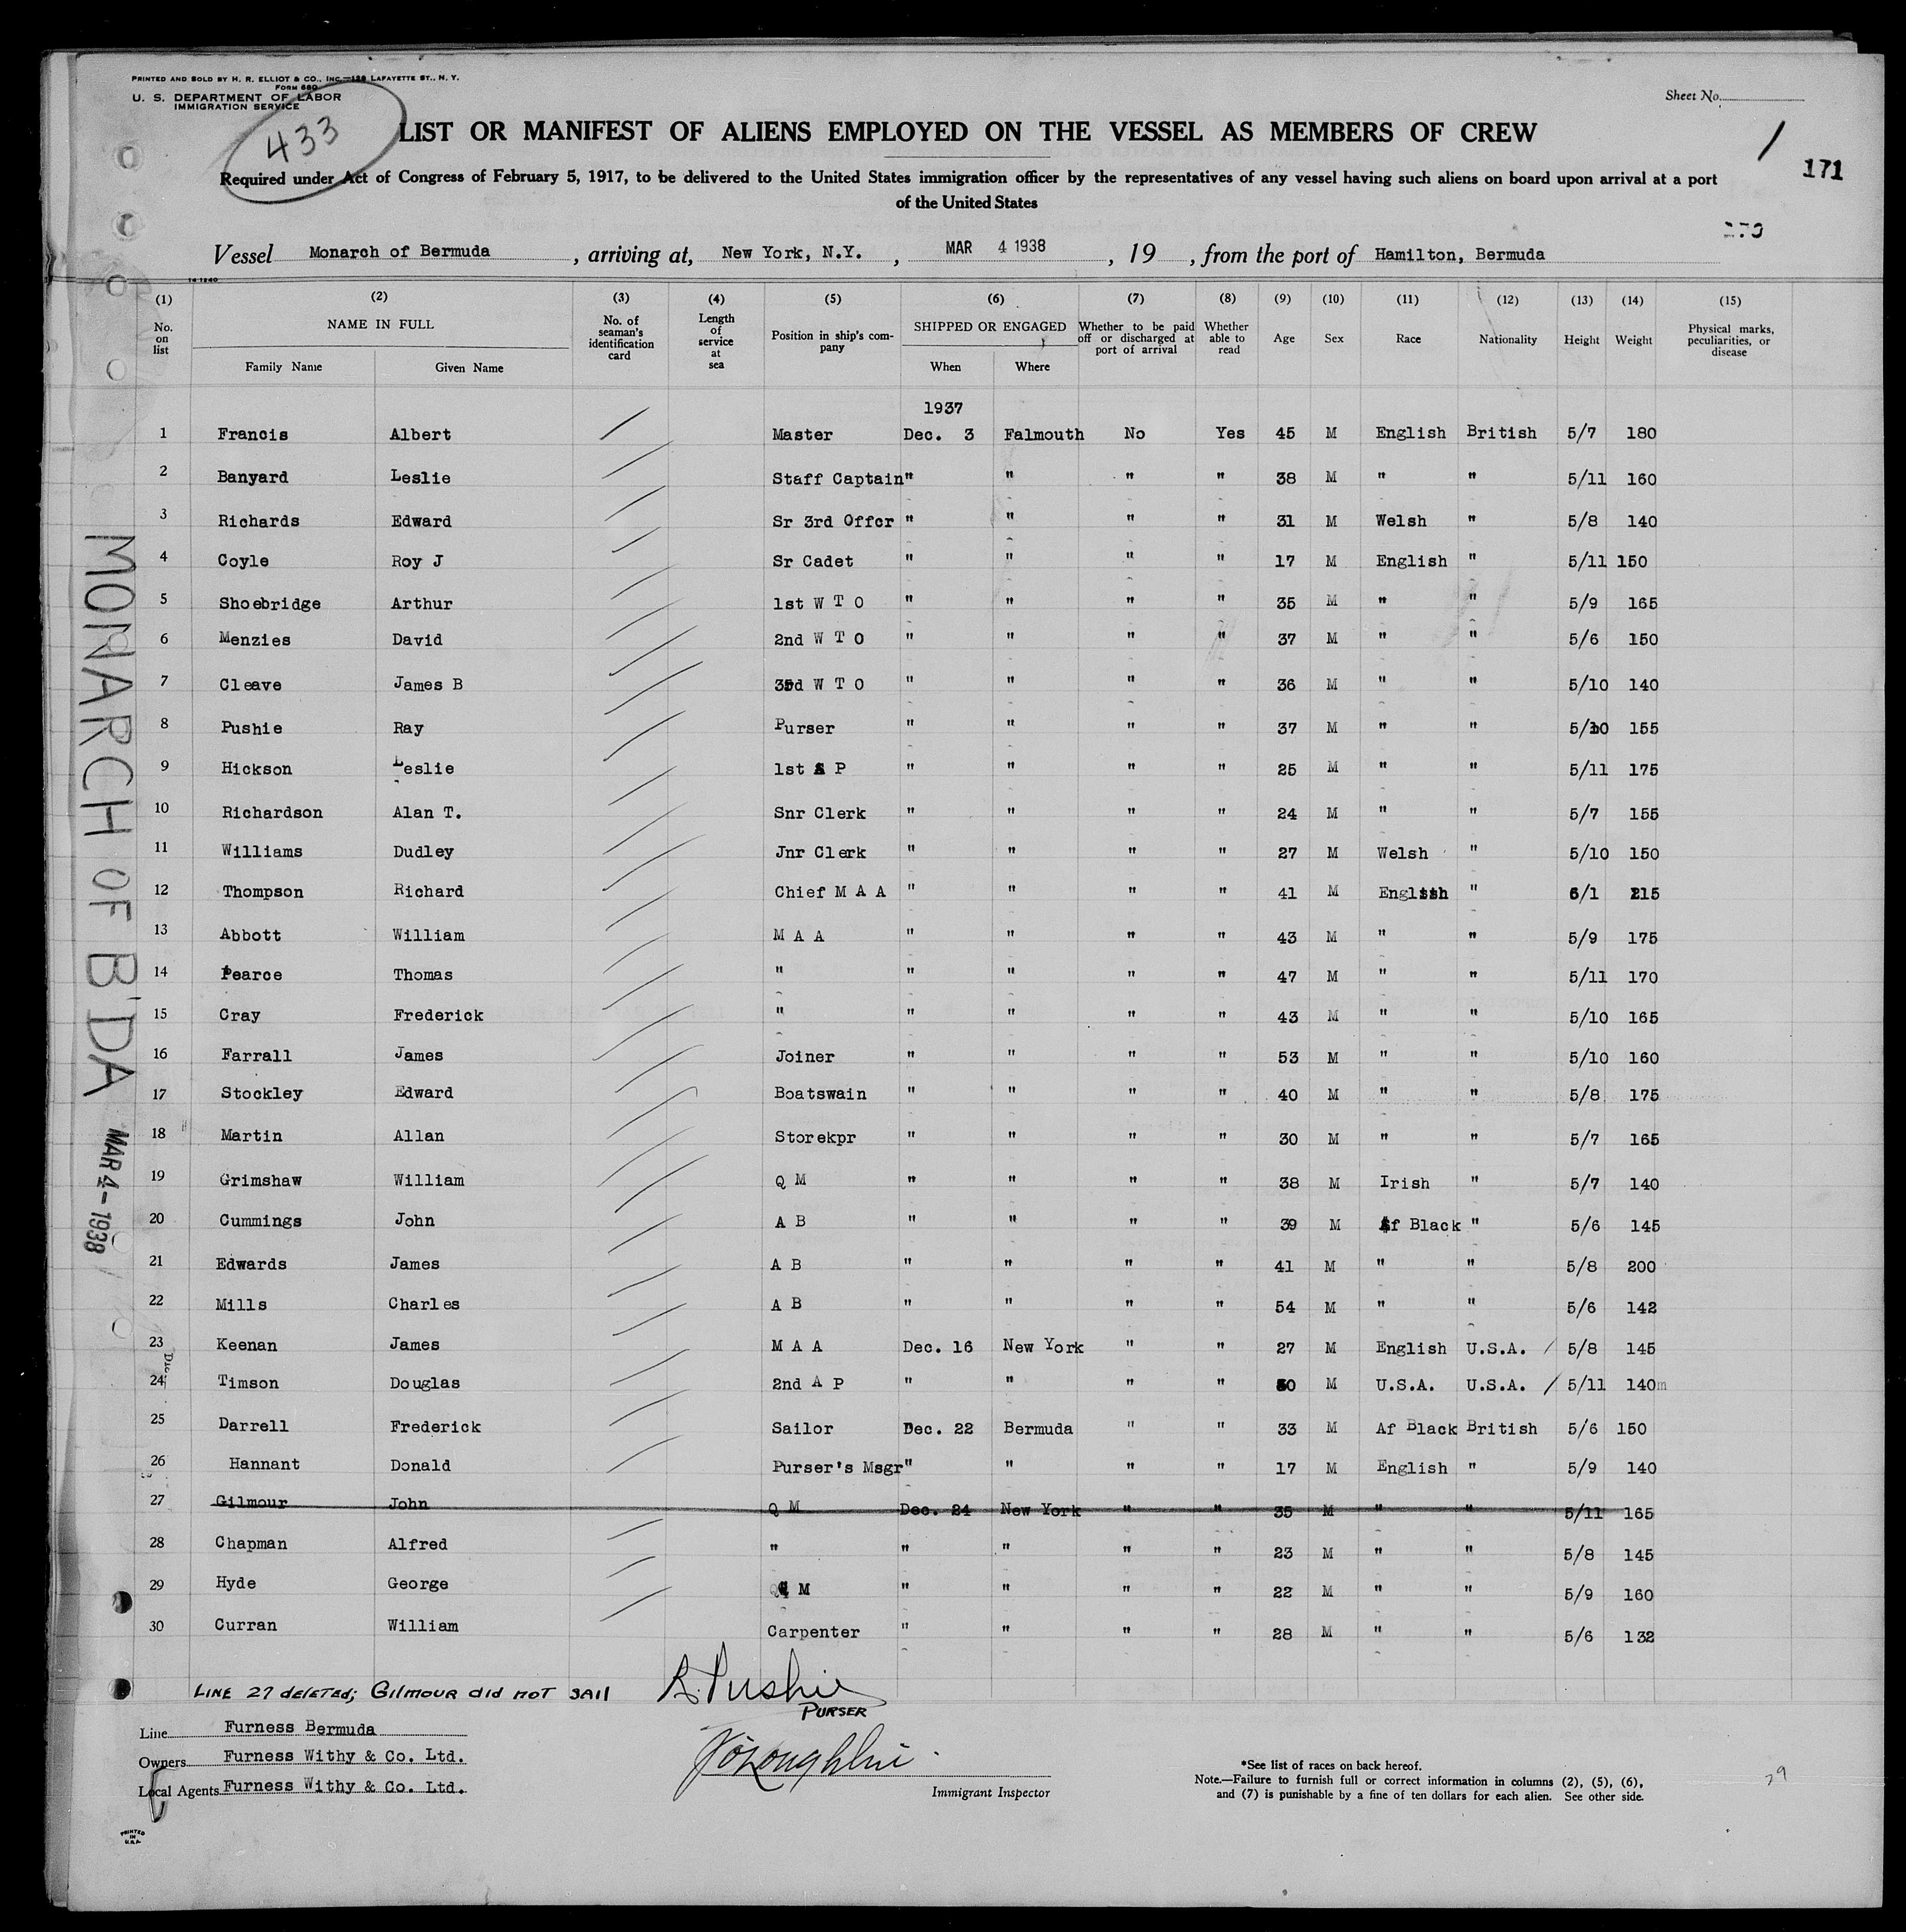 PRINTED AND SOLD BY H. R. ELLIOT & CO., INC.—128 LAFAYETTE ST., N. Y.
FORM 680
U. S. DEPARTMENT OF LABOR
IMMIGRATION SERVICE
433
Sheet No.
LIST OR MANIFEST OF ALIENS EMPLOYED ON THE VESSEL AS MEMBERS OF CREW
171
Required under Act of Congress of February 5, 1917, to be delivered to the United States immigration officer by the representatives of any vessel having such aliens on board upon arrival at a port
of the United States
Vessel Monarch of Bermuda , arriving at, New York, N.Y. , MAR 4 1938 , 19 , from the port of Hamilton, Bermuda
14-1240
(1) (2) (3) (4) (5) (6) (7) (8) (9) (10) (11) (12) (13) (14) (15)
No. on list NAME IN FULL Family Name Given Name No. of seaman's identification card Length of service at sea Position in ship's company SHIPPED OR ENGAGED When Where Whether to be paid off or discharged at port of arrival Whether able to read Age Sex Race Nationality Height Weight Physical marks, peculiarities, or disease
1937
1 Francis Albert Master Dec. 3 Falmouth No Yes 45 M English British 5/7 180
2 Banyard Leslie Staff Captain " " " " 38 M " " 5/11 160
3 Richards Edward Sr 3rd Offcr " " " " 31 M Welsh " 5/8 140
4 Coyle Roy J Sr Cadet " " " " 17 M English " 5/11 150
5 Shoebridge Arthur 1st W T O " " " " 35 M " " 5/9 165
6 Menzies David 2nd W T O " " " " 37 M " " 5/6 150
7 Cleave James B 3rd W T O " " " " 36 M " " 5/10 140
8 Pushie Ray Purser " " " " 37 M " " 5/10 155
9 Hickson Leslie 1st A P " " " " 25 M " " 5/11 175
10 Richardson Alan T. Snr Clerk " " " " 24 M " " 5/7 155
11 Williams Dudley Jnr Clerk " " " " 27 M Welsh " 5/10 150
12 Thompson Richard Chief M A A " " " " 41 M English " 6/1 215
13 Abbott William M A A " " " " 43 M " " 5/9 175
14 Pearce Thomas " " " " " 47 M " " 5/11 170
15 Cray Frederick " " " " " 43 M " " 5/10 165
16 Farrall James Joiner " " " " 53 M " " 5/10 160
17 Stockley Edward Boatswain " " " " 40 M " " 5/8 175
18 Martin Allan Storekpr " " " " 30 M " " 5/7 165
19 Grimshaw William Q M " " " " 38 M Irish " 5/7 140
20 Cummings John A B " " " " 39 M Af Black " 5/6 145
21 Edwards James A B " " " " 41 M " " 5/8 200
22 Mills Charles A B " " " " 54 M " " 5/6 142
23 Keenan James M A A Dec. 16 New York " " 27 M English U.S.A. / 5/8 145
24 Timson Douglas 2nd A P " " " " M U.S.A. U.S.A. / 5/11 140
25 Darrell Frederick Sailor Dec. 22 Bermuda " " 33 M Af Black British 5/6 150
26 Hannant Donald Purser's Msgr " " " " 17 M English " 5/9 140
27 Gilmour John Q M Dec. 24 New York " " 35 M " " 5/11 165
28 Chapman Alfred " " " " " 23 M " " 5/8 145
29 Hyde George Q M " " " " 22 M " " 5/9 160
30 Curran William Carpenter " " " " 28 M " " 5/6 132
LINE 27 deleted; Gilmour did not sail
R. Pushie
PURSER
Line Furness Bermuda
Owners Furness Withy & Co. Ltd.
Local Agents Furness Withy & Co. Ltd.
Immigrant Inspector
*See list of races on back hereof.
Note.—Failure to furnish full or correct information in columns (2), (5), (6),
and (7) is punishable by a fine of ten dollars for each alien. See other side.
29
PRINTED
IN
U.S.A.
MONARCH OF B'DA MAR 4-1938